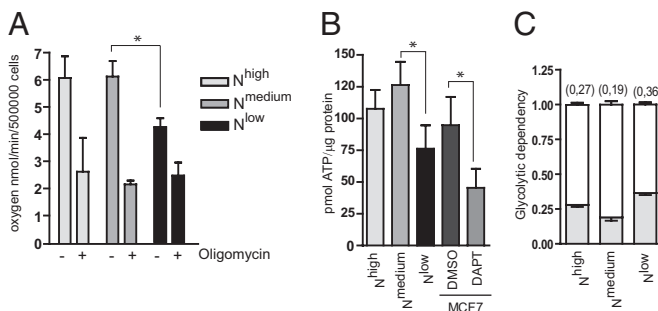 A
oxygen nmol/min/500000 cells
7
6
5
4
3
2
1
0
*
N^high
N^medium
N^low
- + - + - + Oligomycin
B
pmol ATP/µg protein
150
125
100
75
50
25
0
* *
N^high
N^medium
N^low
DMSO
DAPT
MCF7
C
Glycolytic dependency
(0,27) (0,19) (0,36
1.00
0.75
0.50
0.25
0.00
N^high
N^medium
N^low